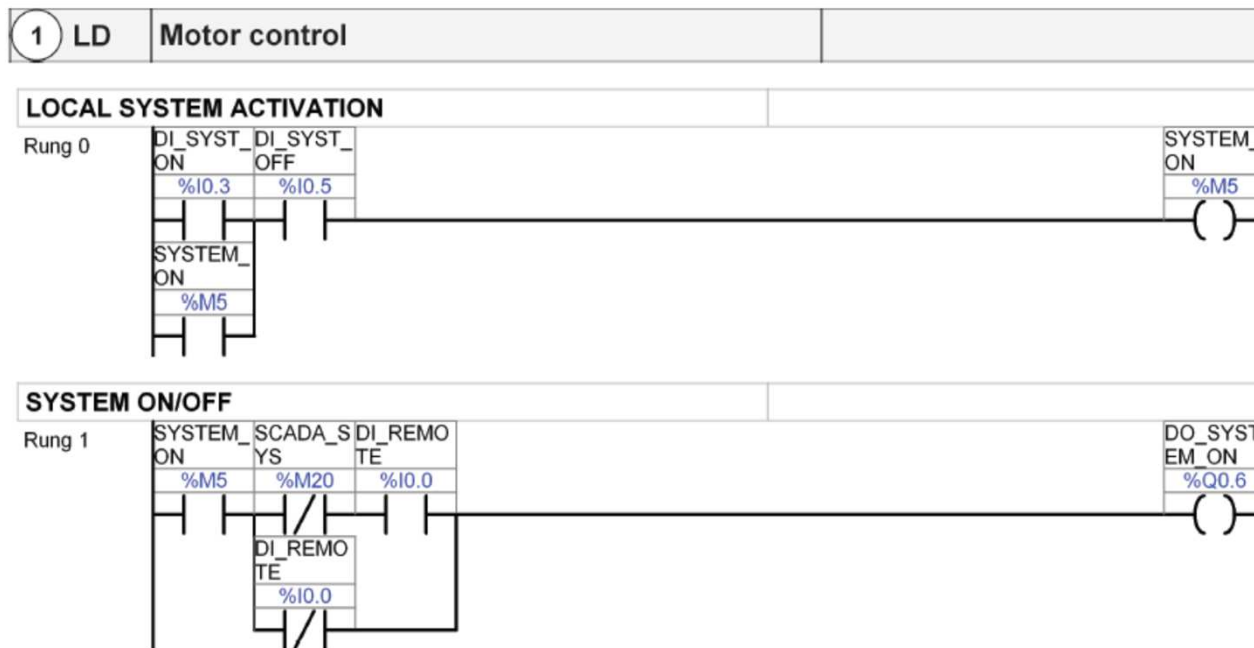 1 LD Motor control
LOCAL SYSTEM ACTIVATION
Rung 0
DI_SYST_ DI_SYST_ SYSTEM_
ON OFF ON
%I0.3 %I0.5 %M5
SYSTEM_
ON
%M5
SYSTEM ON/OFF
Rung 1
SYSTEM_ SCADA_S DI_REMO DO_SYST
ON YS TE EM_ON
%M5 %M20 %I0.0 %Q0.6
DI_REMO
TE
%I0.0